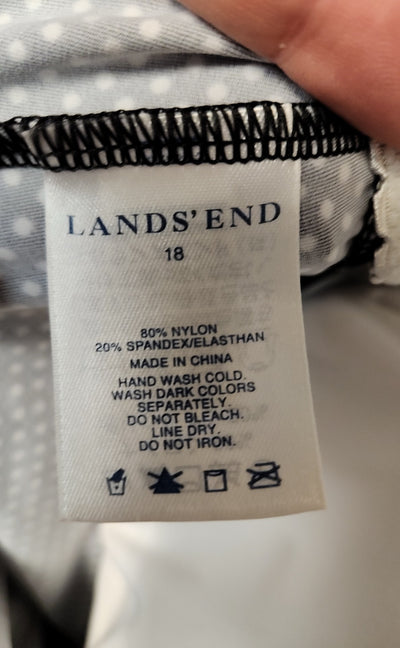 LANDS' END
18
80% NYLON
20% SPANDEX/ELASTHAN
MADE IN CHINA
HAND WASH COLD.
WASH DARK COLORS
SEPARATELY.
DO NOT BLEACH.
LINE DRY.
DO NOT IRON.